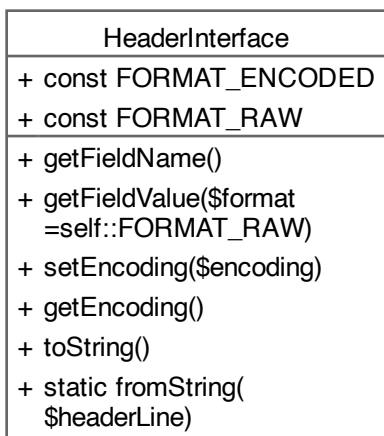 HeaderInterface
+ const FORMAT_ENCODED
+ const FORMAT_RAW
+ getFieldName()
+ getFieldValue($format
=self::FORMAT_RAW)
+ setEncoding($encoding)
+ getEncoding()
+ toString()
+ static fromString(
$headerLine)